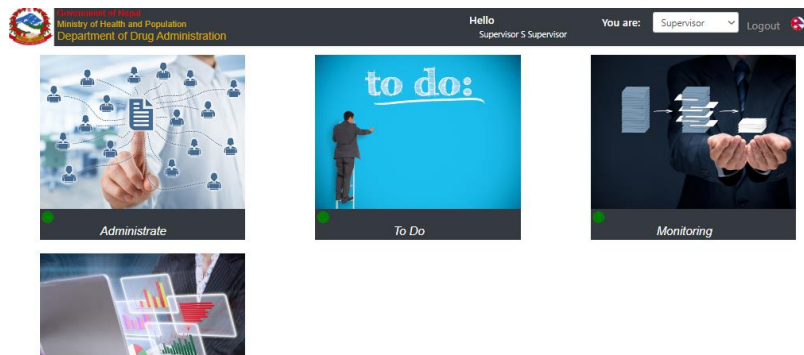 Government of Nepal
Ministry of Health and Population
Department of Drug Administration
Hello
Supervisor S Supervisor
You are:
Supervisor
Logout
to do:
Administrate
To Do
Monitoring